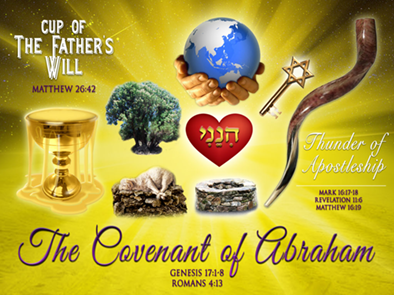 CUP OF
THE FATHER'S
WILL
MATTHEW 26:42
הִנֵּנִי
Thunder of
Apostleship
MARK 16:17-18
REVELATION 11:6
MATTHEW 16:19
The Covenant of Abraham
GENESIS 17:1-8
ROMANS 4:13